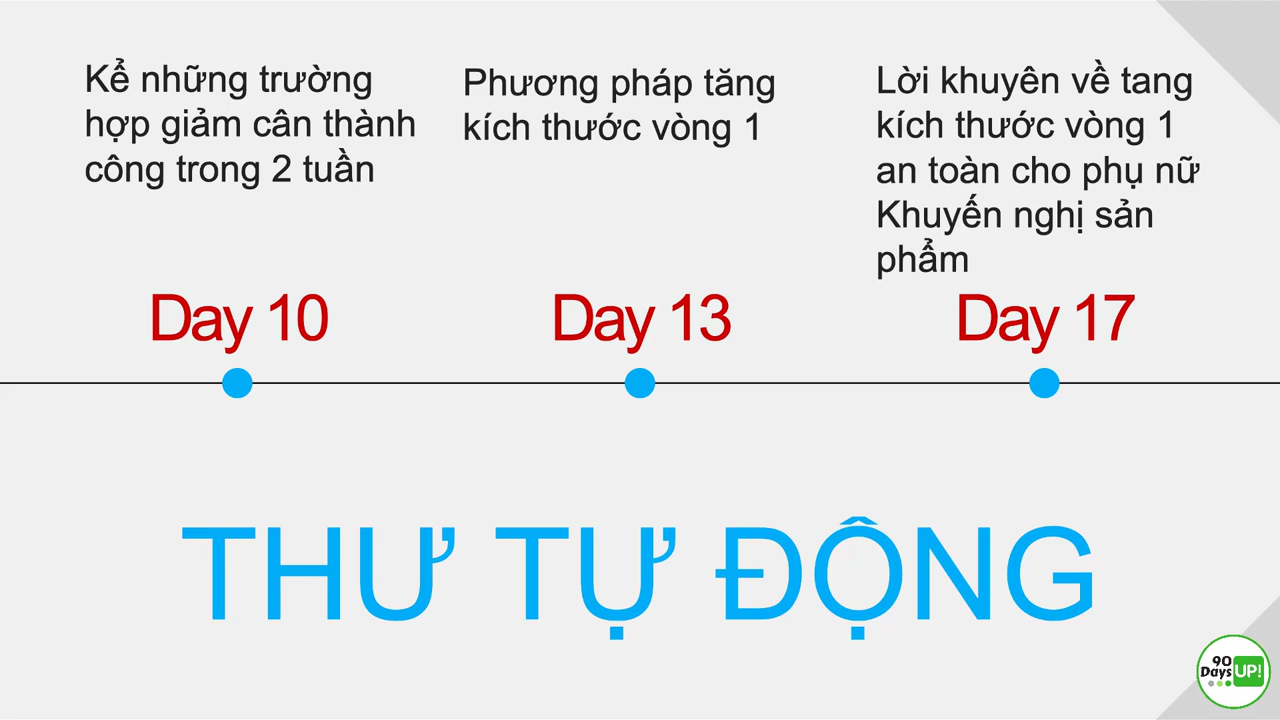 Kể những trường
hợp giảm cân thành
công trong 2 tuần
Phương pháp tăng
kích thước vòng 1
Lời khuyên về tang
kích thước vòng 1
an toàn cho phụ nữ
Khuyến nghị sản
phẩm
Day 10
Day 13
Day 17
THƯ TỰ ĐỘNG
90
Days UP!